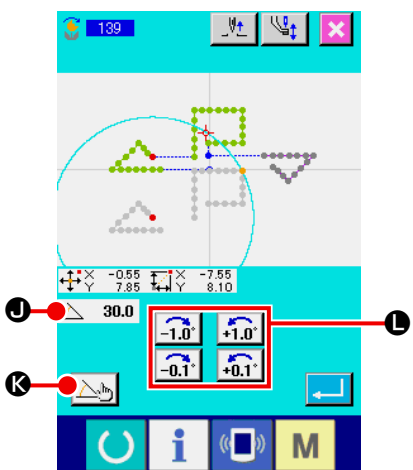 139
X -0.55 X -7.55
Y 7.85 Y 8.10
J 30.0
-1.0° +1.0° L
-0.1° +0.1°
K
i M